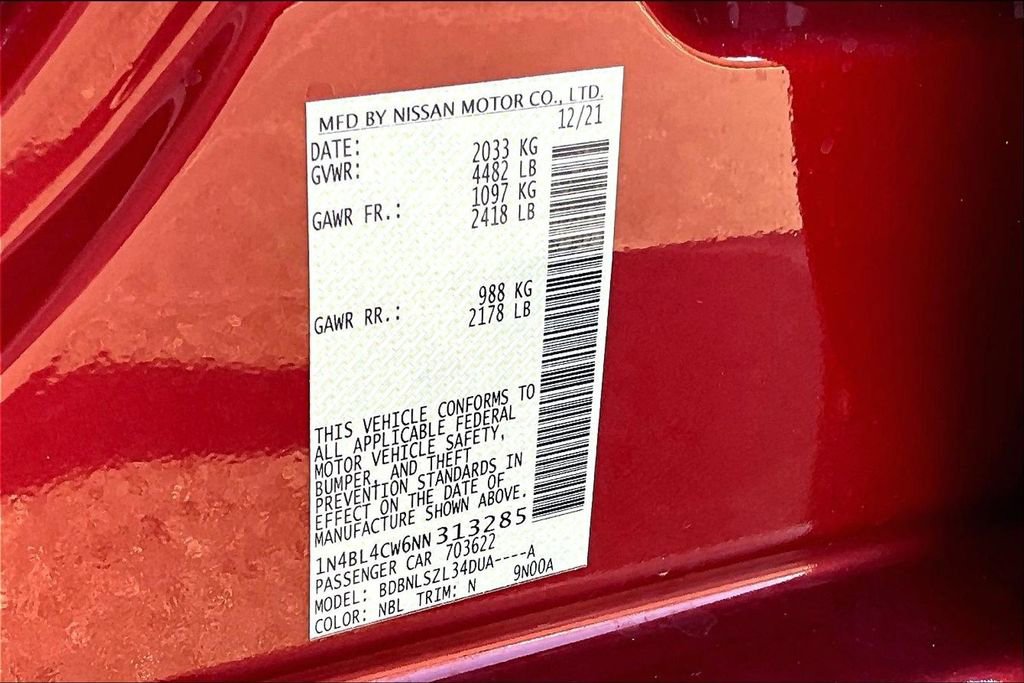 MFD BY NISSAN MOTOR CO., LTD.
DATE: 12/21
GVWR: 2033 KG
4482 LB
GAWR FR.: 1097 KG
2418 LB
GAWR RR.: 988 KG
2178 LB
THIS VEHICLE CONFORMS TO
ALL APPLICABLE FEDERAL
MOTOR VEHICLE SAFETY,
BUMPER, AND THEFT
PREVENTION STANDARDS IN
EFFECT ON THE DATE OF
MANUFACTURE SHOWN ABOVE.
1N4BL4CW6NN313285
PASSENGER CAR 703622
MODEL: BDBNLSZL34DUA----A
COLOR: NBL TRIM: N 9N00A